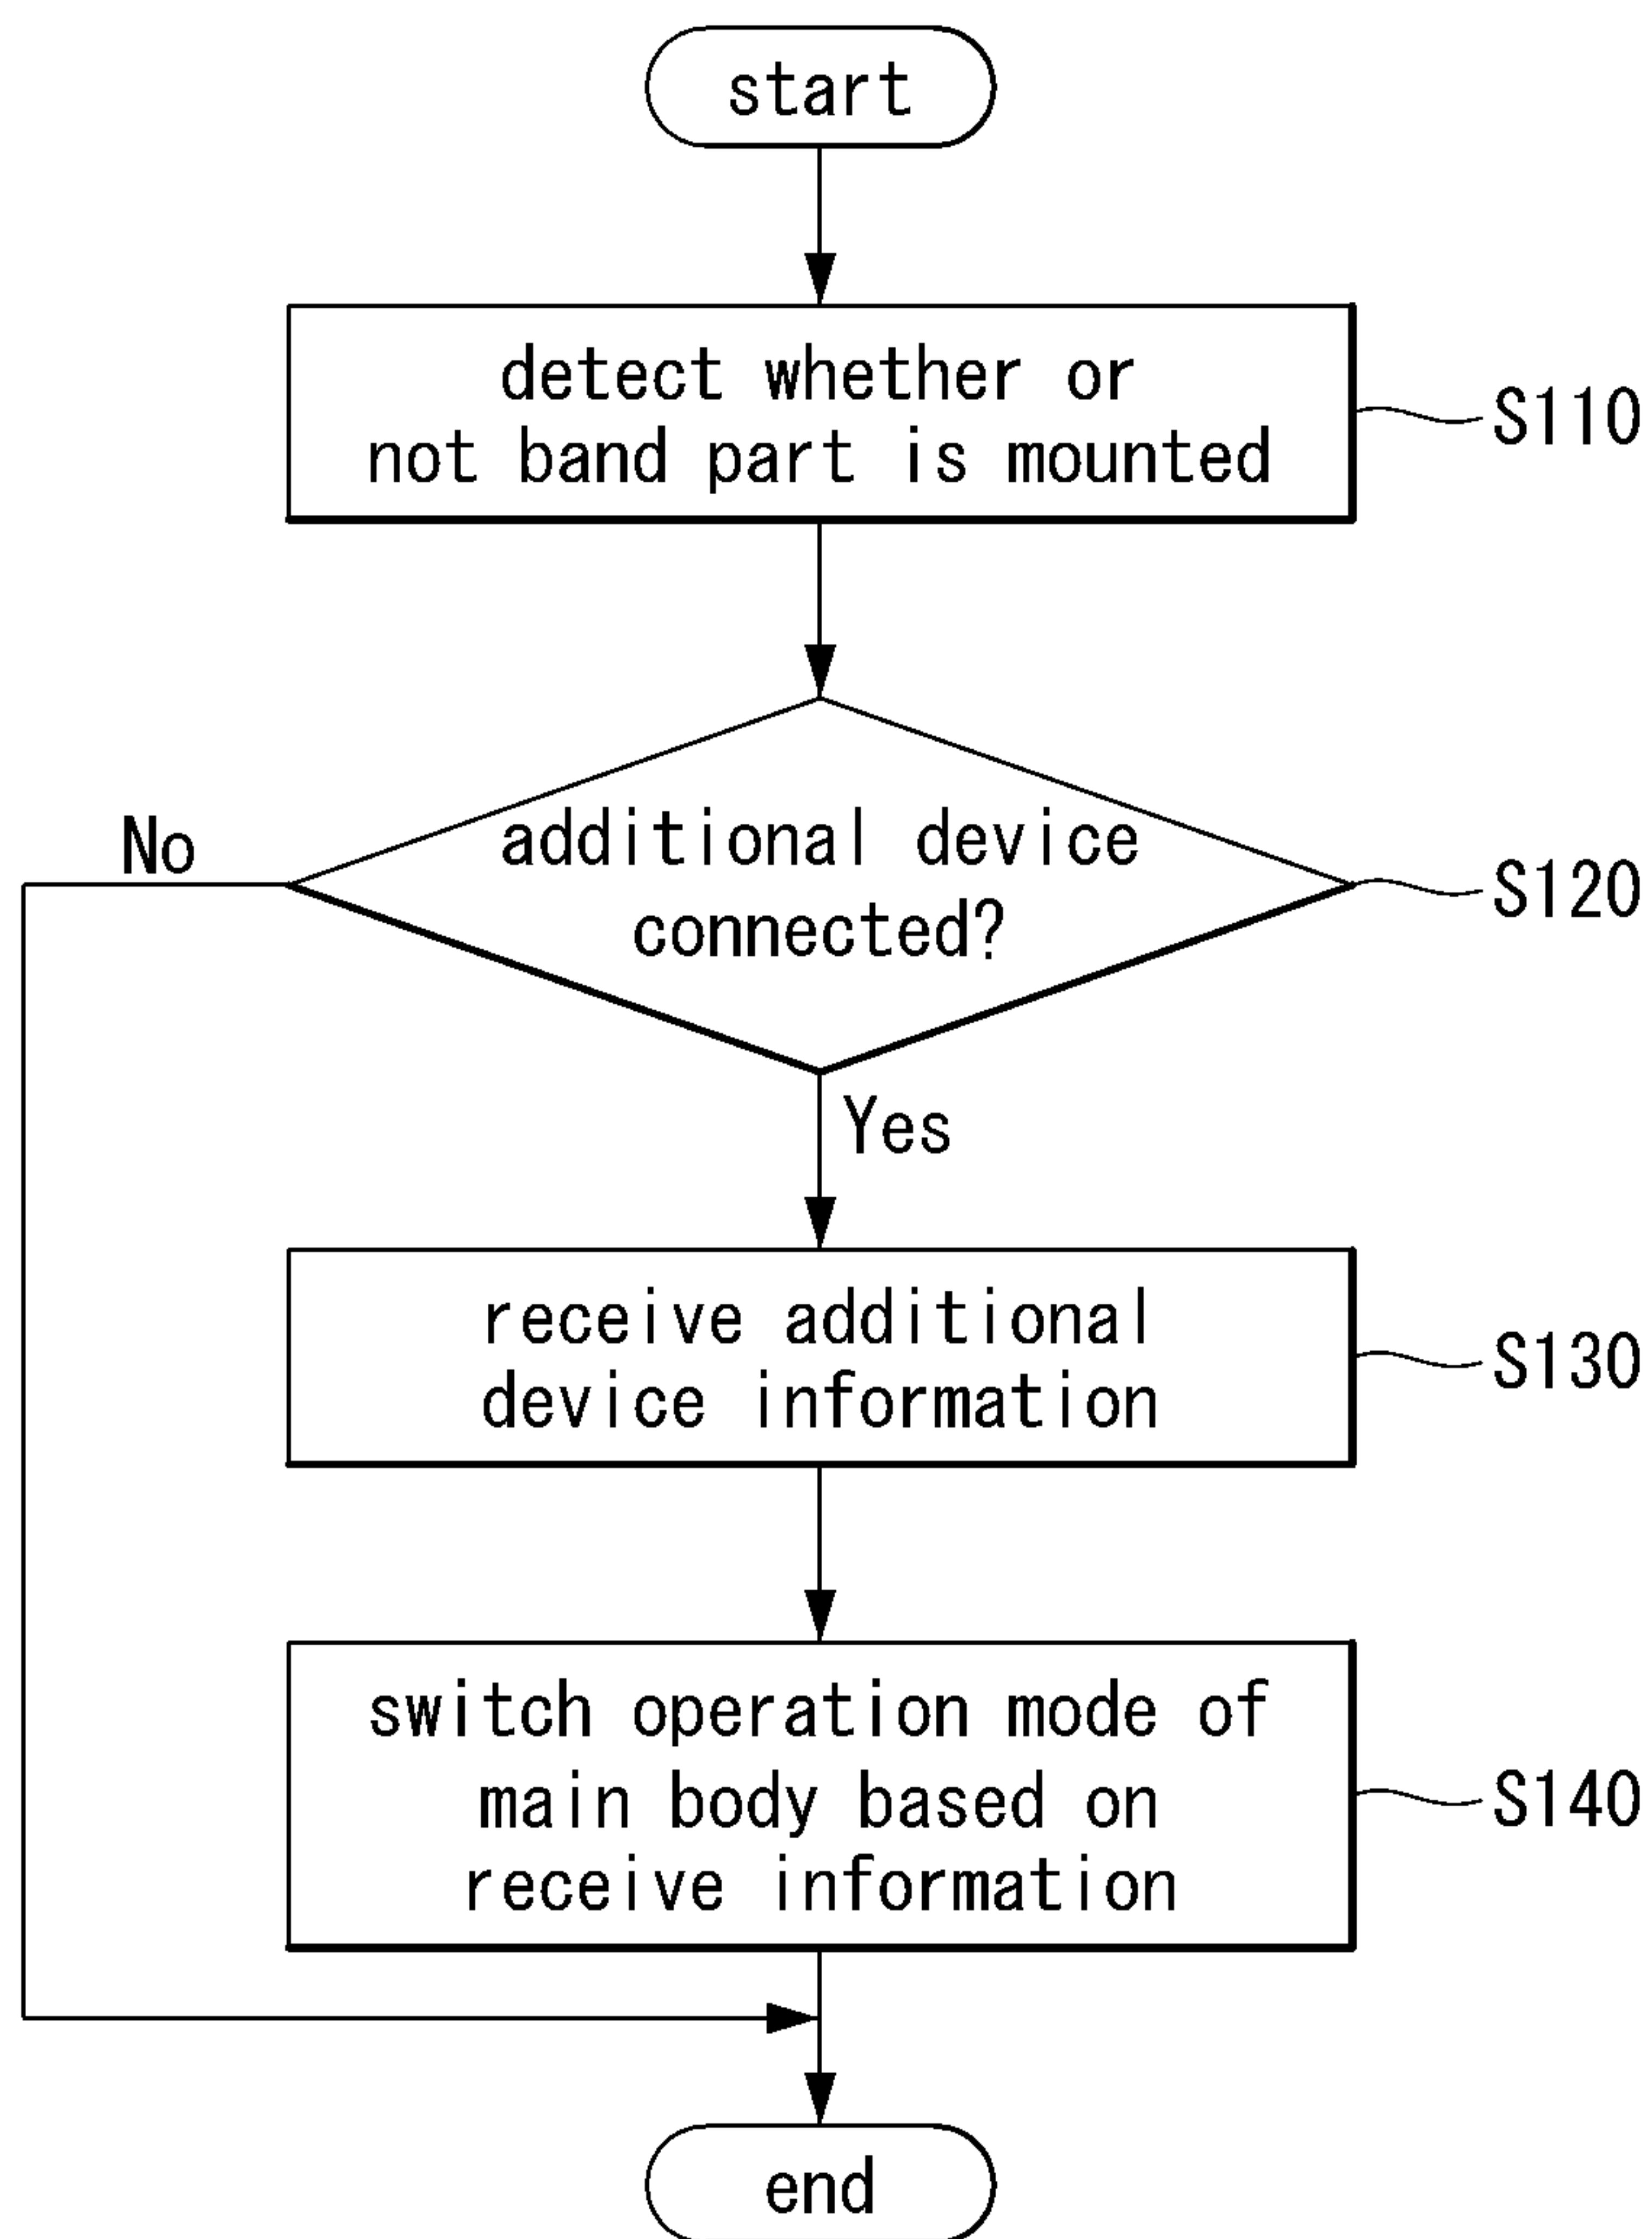 start
detect whether or
not band part is mounted
S110
additional device
connected?
S120
No
Yes
receive additional
device information
S130
switch operation mode of
main body based on
receive information
S140
end